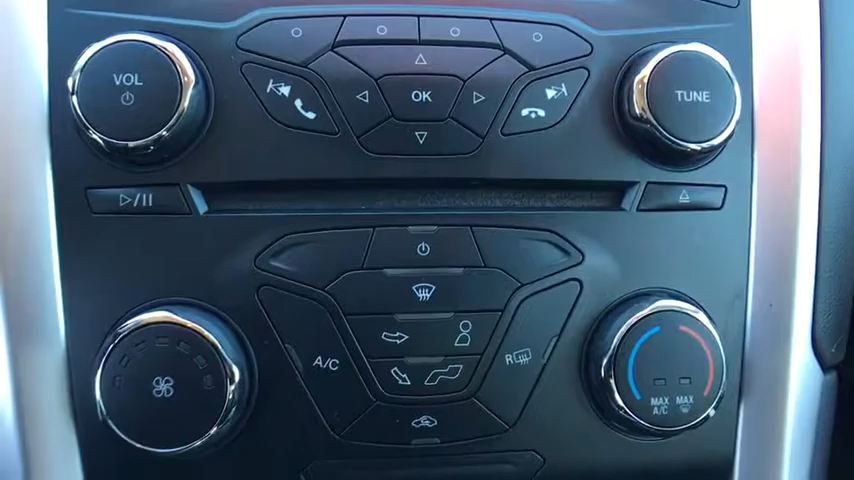 VOL
OK
TUNE
A/C
R
MAX MAX
A/C